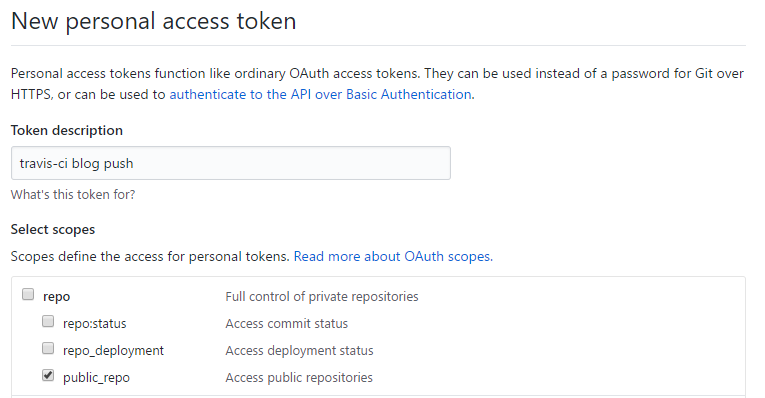 New personal access token
Personal access tokens function like ordinary OAuth access tokens. They can be used instead of a password for Git over
HTTPS, or can be used to authenticate to the API over Basic Authentication.
Token description
travis-ci blog push
What's this token for?
Select scopes
Scopes define the access for personal tokens. Read more about OAuth scopes.
repo Full control of private repositories
repo:status Access commit status
repo_deployment Access deployment status
public_repo Access public repositories